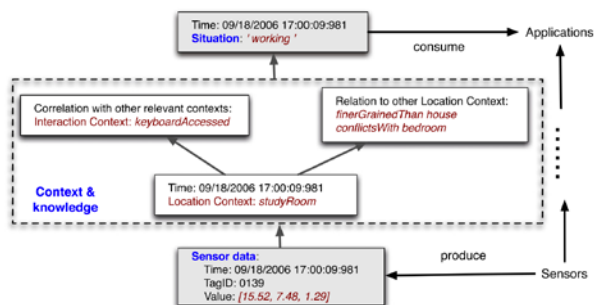 Time: 09/18/2006 17:00:09:981
Situation: ' working '
consume
Applications
Correlation with other relevant contexts:
Interaction Context: keyboardAccessed
Relation to other Location Context:
finerGrainedThan house
conflictsWith bedroom
Context &
knowledge
Time: 09/18/2006 17:00:09:981
Location Context: studyRoom
Sensor data:
Time: 09/18/2006 17:00:09:981
TagID: 0139
Value: [15.52, 7.48, 1.29]
produce
Sensors